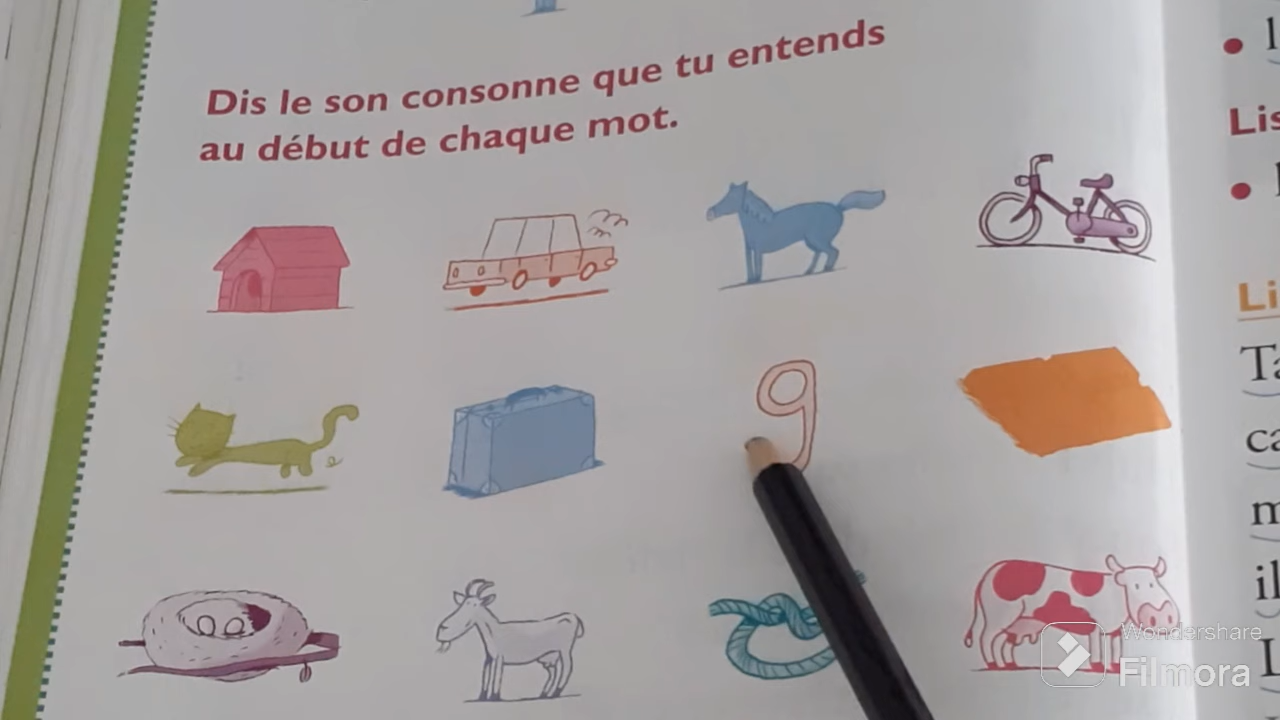 Dis le son consonne que tu entends
au début de chaque mot.
9
Wondershare
Filmora